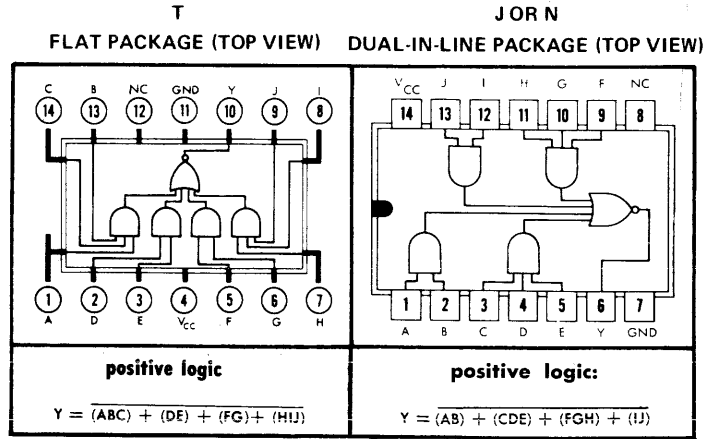 T
FLAT PACKAGE (TOP VIEW)
C B NC GND Y J I
14 13 12 11 10 9 8
1 2 3 4 5 6 7
A D E VCC F G H
positive logic
Y = (ABC) + (DE) + (FG) + (HIJ)
J OR N
DUAL-IN-LINE PACKAGE (TOP VIEW)
VCC J I H G F NC
14 13 12 11 10 9 8
1 2 3 4 5 6 7
A B C D E Y GND
positive logic:
Y = (AB) + (CDE) + (FGH) + (IJ)